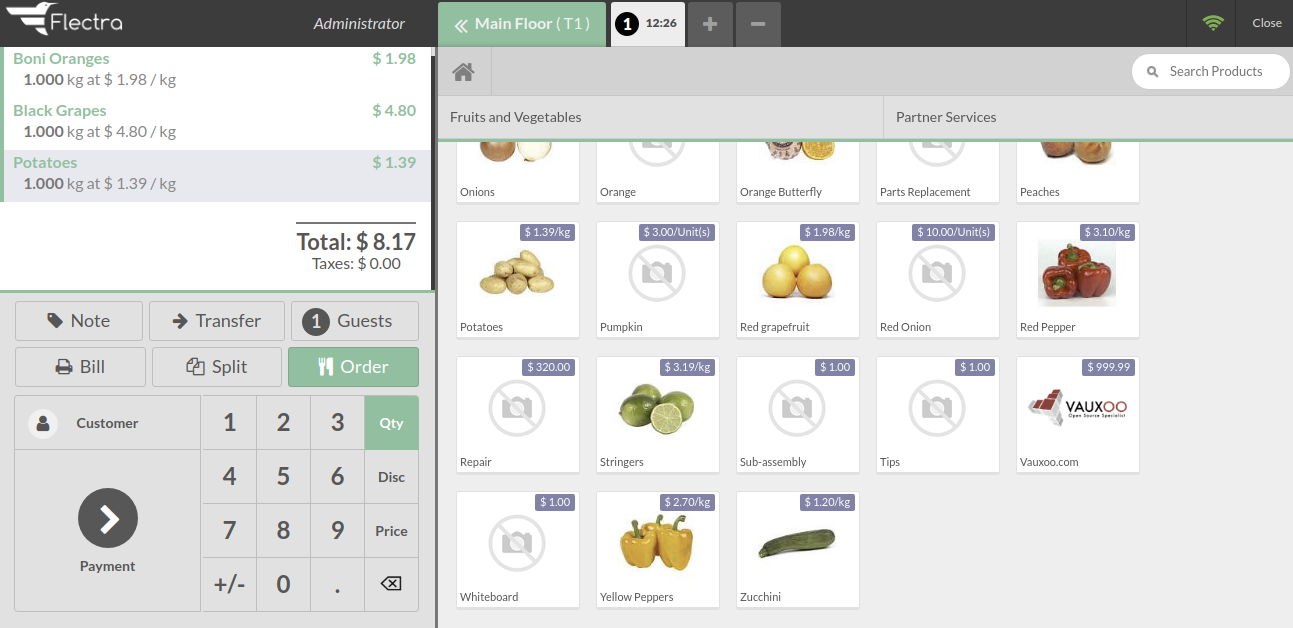 Flectra
Administrator
Main Floor ( T1 )
1 12:26
+ −
Close
Boni Oranges $ 1.98
1.000 kg at $ 1.98 / kg
Black Grapes $ 4.80
1.000 kg at $ 4.80 / kg
Potatoes $ 1.39
1.000 kg at $ 1.39 / kg
Total: $ 8.17
Taxes: $ 0.00
Note Transfer 1 Guests
Bill Split Order
Customer
Payment
1 2 3 Qty
4 5 6 Disc
7 8 9 Price
+/- 0 .
Search Products
Fruits and Vegetables Partner Services
Onions Orange Orange Butterfly Parts Replacement Peaches
$ 1.39/kg $ 3.00/Unit(s) $ 1.98/kg $ 10.00/Unit(s) $ 3.10/kg
Potatoes Pumpkin Red grapefruit Red Onion Red Pepper
$ 320.00 $ 3.19/kg $ 1.00 $ 1.00 $ 999.99
VAUXOO
Open Source Specialist
Repair Stringers Sub-assembly Tips Vauxoo.com
$ 1.00 $ 2.70/kg $ 1.20/kg
Whiteboard Yellow Peppers Zucchini